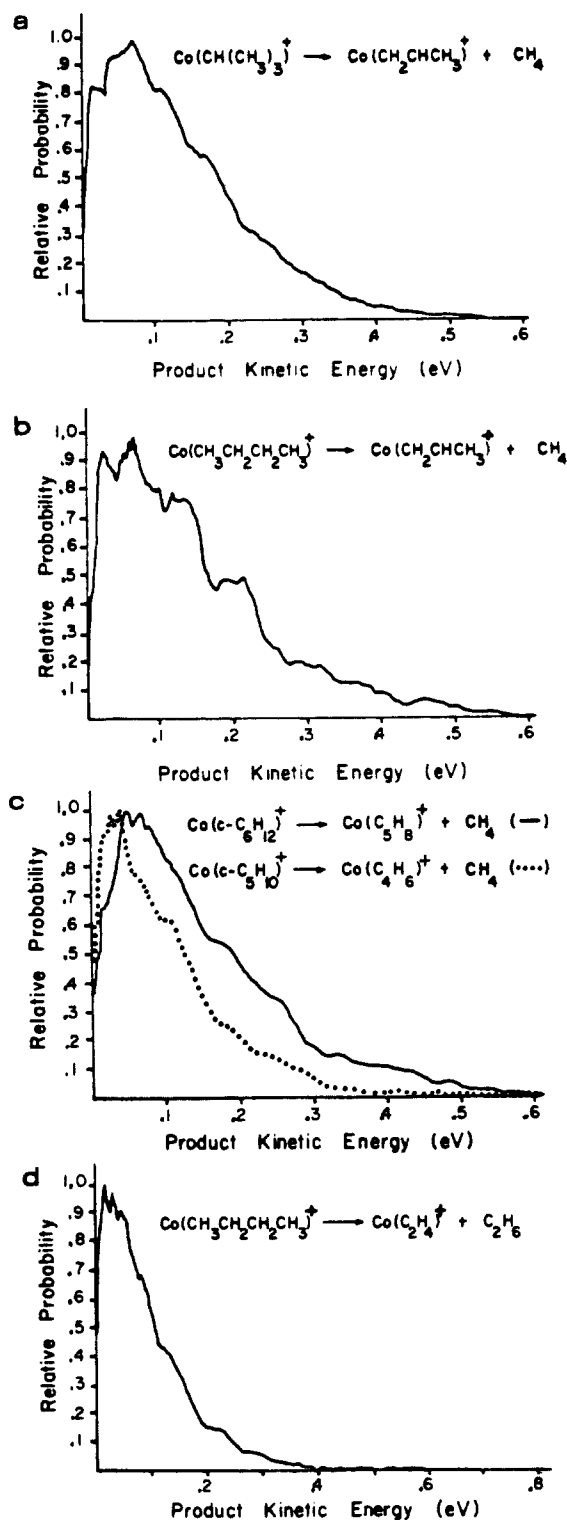 a
Co(CH(CH3)3)+ → Co(CH2CHCH3)+ + CH4
Relative Probability
1.0
.9
.8
.7
.6
.5
.4
.3
.2
.1
.1 .2 .3 .4 .5 .6
Product Kinetic Energy (eV)
b
Co(CH3CH2CH2CH3)+ → Co(CH2CHCH3)+ + CH4
Relative Probability
1.0
.9
.8
.7
.6
.5
.4
.3
.2
.1
.1 .2 .3 .4 .5 .6
Product Kinetic Energy (eV)
c
Co(c-C6H12)+ → Co(C5H8)+ + CH4 (—)
Co(c-C5H10)+ → Co(C4H6)+ + CH4 (....)
Relative Probability
1.0
.9
.8
.7
.6
.5
.4
.3
.2
.1
.1 .2 .3 .4 .5 .6
Product Kinetic Energy (eV)
d
Co(CH3CH2CH2CH3)+ → Co(C2H4)+ + C2H6
Relative Probability
1.0
.9
.8
.7
.6
.5
.4
.3
.2
.1
.2 .4 .6 .8
Product Kinetic Energy (eV)